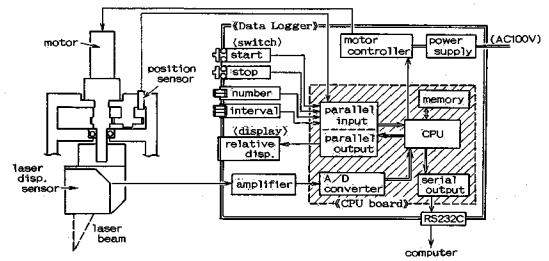 motor
position
sensor
laser
disp.
sensor
laser
beam
《Data Logger》
(switch)
start
stop
number
interval
(display)
relative
disp.
motor
controller
power
supply
(AC100V)
parallel
input
parallel
output
memory
CPU
amplifier
A/D
converter
serial
output
《CPU board》
RS232C
computer